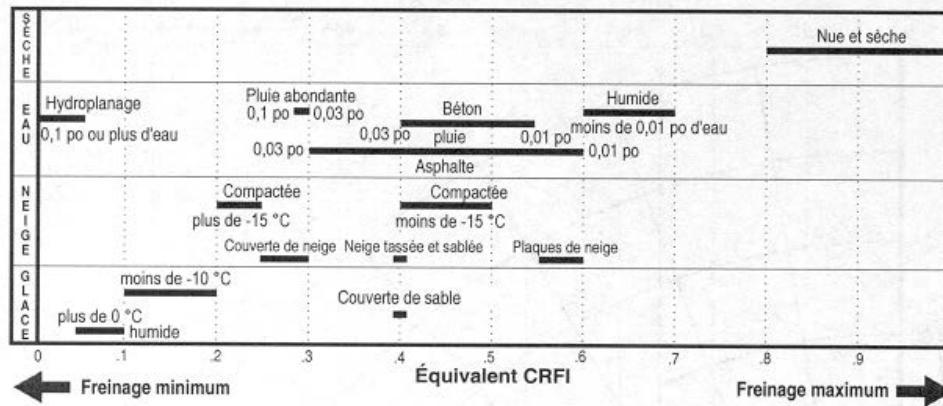 SÈCHE
Nue et sèche
EAU
Hydroplanage
0,1 po ou plus d'eau
Pluie abondante
0,1 po 0,03 po
Béton
0,03 po pluie 0,01 po
Humide
moins de 0,01 po d'eau
0,03 po 0,01 po
Asphalte
NEIGE
Compactée
plus de -15 °C
Compactée
moins de -15 °C
Couverte de neige
Neige tassée et sablée
Plaques de neige
GLACE
moins de -10 °C
Couverte de sable
plus de 0 °C
humide
0 .1 .2 .3 .4 .5 .6 .7 .8 .9
Équivalent CRFI
Freinage minimum
Freinage maximum